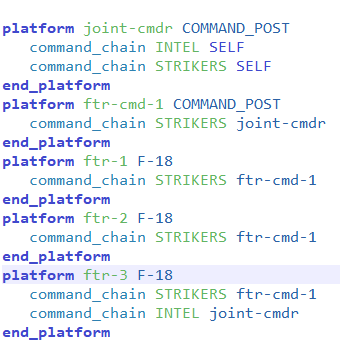 platform joint-cmdr COMMAND_POST
   command_chain INTEL SELF
   command_chain STRIKERS SELF
end_platform
platform ftr-cmd-1 COMMAND_POST
   command_chain STRIKERS joint-cmdr
end_platform
platform ftr-1 F-18
   command_chain STRIKERS ftr-cmd-1
end_platform
platform ftr-2 F-18
   command_chain STRIKERS ftr-cmd-1
end_platform
platform ftr-3 F-18
   command_chain STRIKERS ftr-cmd-1
   command_chain INTEL joint-cmdr
end_platform